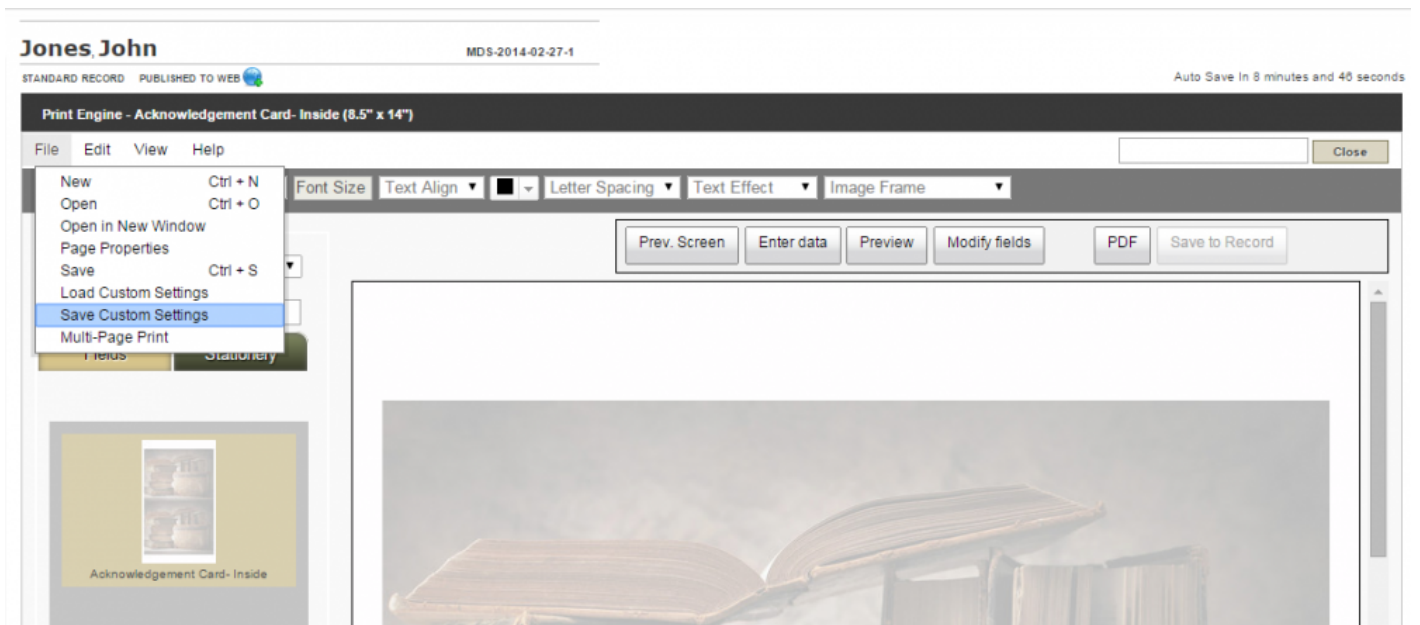 Jones, John MDS-2014-02-27-1
STANDARD RECORD PUBLISHED TO WEB Auto Save In 8 minutes and 46 seconds
Print Engine - Acknowledgement Card- Inside (8.5" x 14")
File Edit View Help Close
New Ctrl + N
Open Ctrl + O
Open in New Window
Page Properties
Save Ctrl + S
Load Custom Settings
Save Custom Settings
Multi-Page Print
Font Size Text Align Letter Spacing Text Effect Image Frame
Prev. Screen Enter data Preview Modify fields PDF Save to Record
Fields Stationery
Acknowledgement Card- Inside